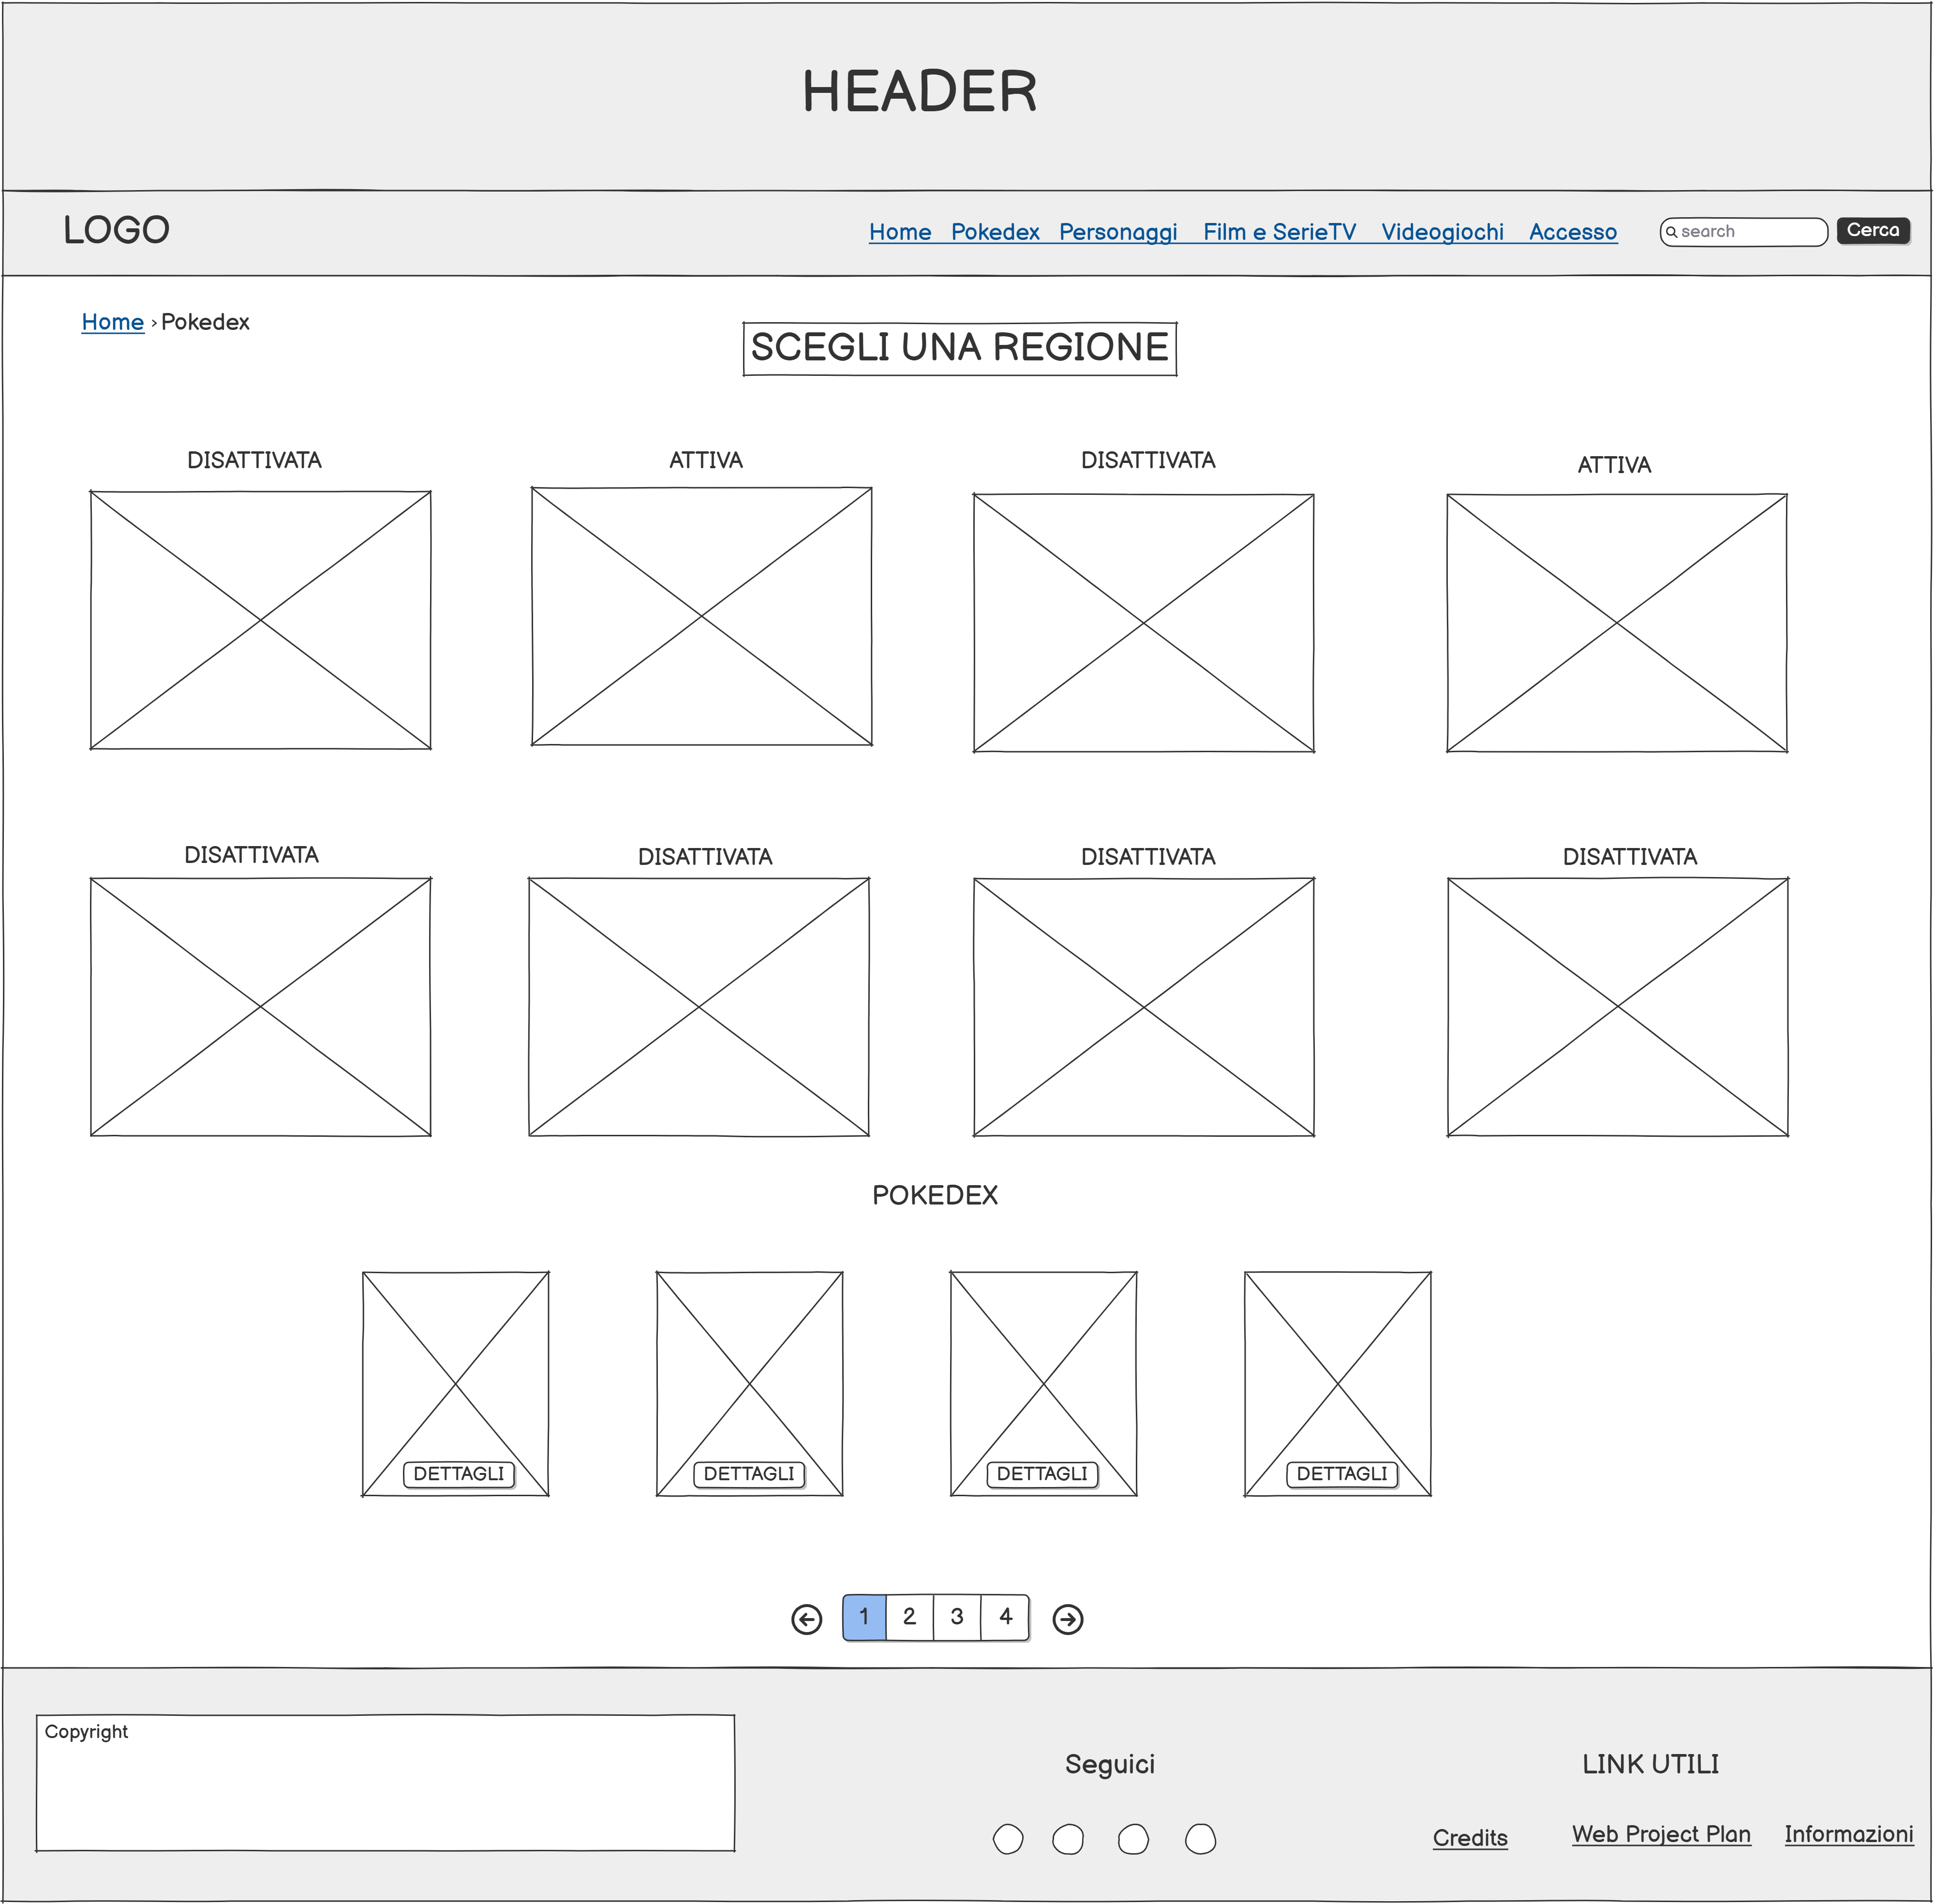 HEADER
LOGO
Home Pokedex Personaggi Film e SerieTV Videogiochi Accesso
search
Cerca
Home › Pokedex
SCEGLI UNA REGIONE
DISATTIVATA
ATTIVA
DISATTIVATA
ATTIVA
DISATTIVATA
DISATTIVATA
DISATTIVATA
DISATTIVATA
POKEDEX
DETTAGLI
DETTAGLI
DETTAGLI
DETTAGLI
1 2 3 4
Copyright
Seguici
LINK UTILI
Credits
Web Project Plan
Informazioni